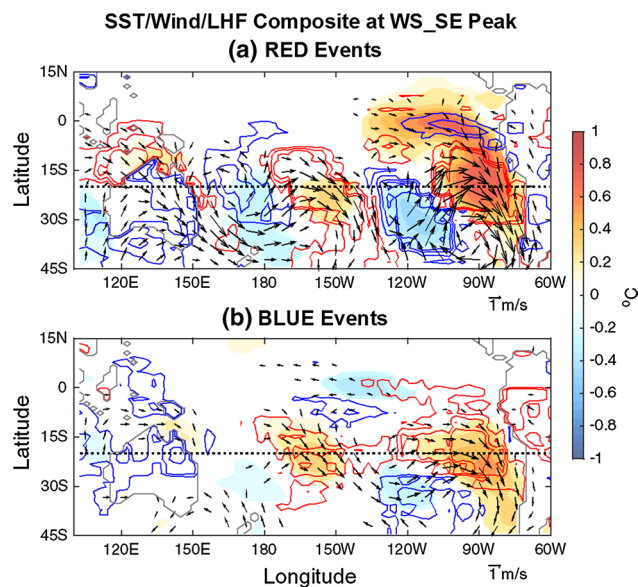 SST/Wind/LHF Composite at WS_SE Peak
(a) RED Events
15N
0
15S
30S
45S
Latitude
120E 150E 180 150W 120W 90W 60W
1 m/s
(b) BLUE Events
15N
0
15S
30S
45S
Latitude
120E 150E 180 150W 120W 90W 60W
Longitude
1 m/s
1
0.8
0.6
0.4
0.2
0
-0.2
-0.4
-0.6
-0.8
-1
°C